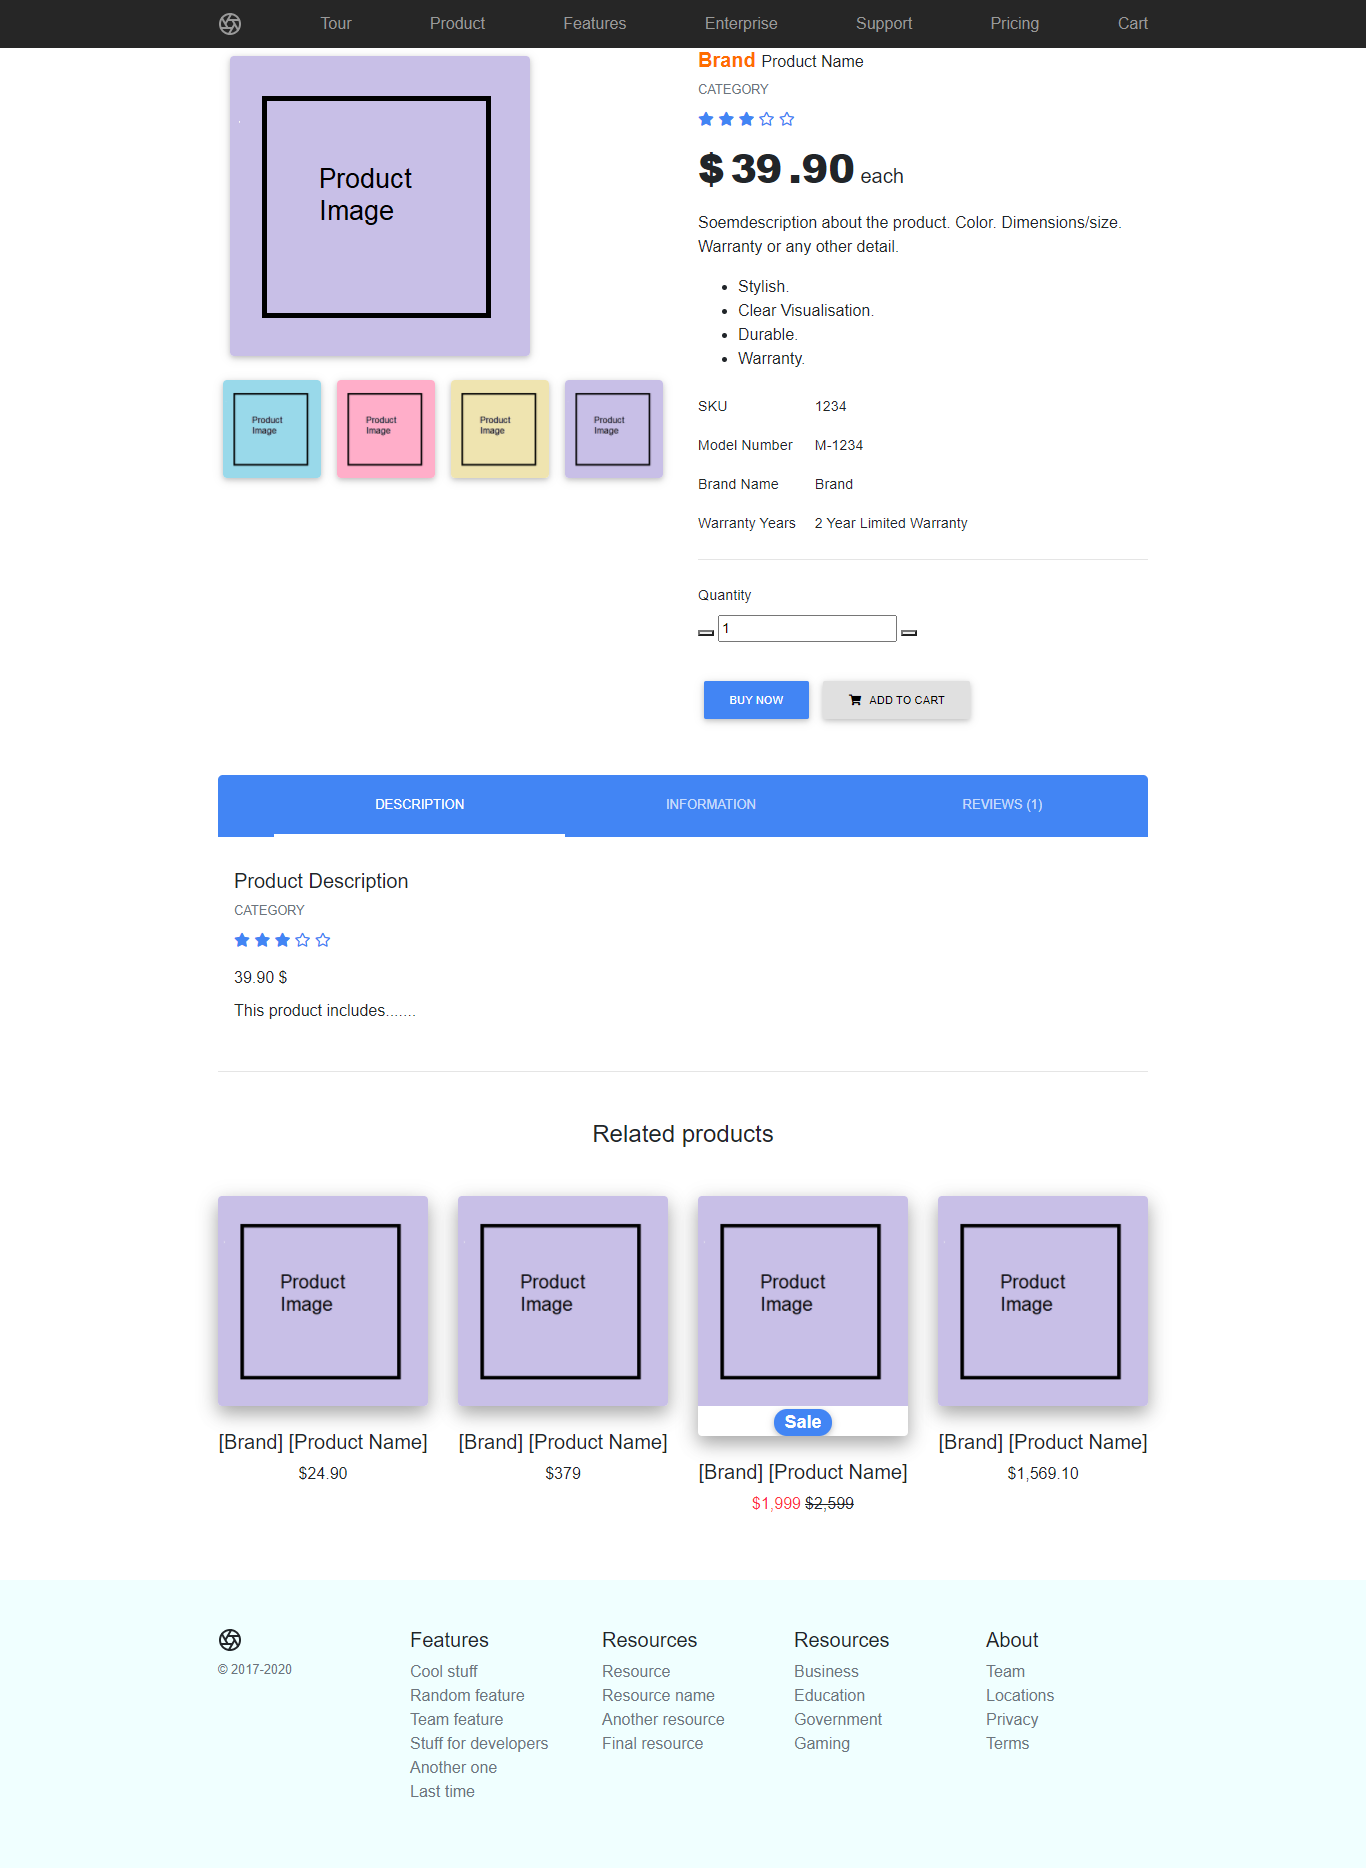 Tour Product Features Enterprise Support Pricing Cart
Product
Image
Product
Image
Product
Image
Product
Image
Product
Image
Brand Product Name
CATEGORY
$ 39 .90 each
Soemdescription about the product. Color. Dimensions/size.
Warranty or any other detail.
Stylish.
Clear Visualisation.
Durable.
Warranty.
SKU 1234
Model Number M-1234
Brand Name Brand
Warranty Years 2 Year Limited Warranty
Quantity
1
BUY NOW ADD TO CART
DESCRIPTION INFORMATION REVIEWS (1)
Product Description
CATEGORY
39.90 $
This product includes.......
Related products
Product
Image
Product
Image
Product
Image
Product
Image
Sale
[Brand] [Product Name]
$24.90
[Brand] [Product Name]
$379
[Brand] [Product Name]
$1,999 $2,599
[Brand] [Product Name]
$1,569.10
© 2017-2020
Features
Cool stuff
Random feature
Team feature
Stuff for developers
Another one
Last time
Resources
Resource
Resource name
Another resource
Final resource
Resources
Business
Education
Government
Gaming
About
Team
Locations
Privacy
Terms